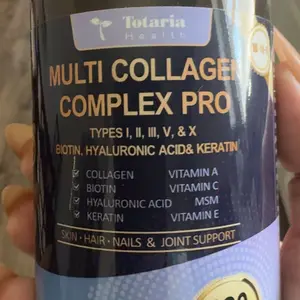 Totaria
Health
MULTI COLLAGEN
COMPLEX PRO
TYPES I, II, III, V, & X
BIOTIN, HYALURONIC ACID& KERATIN
COLLAGEN VITAMIN A
BIOTIN VITAMIN C
HYALURONIC ACID MSM
KERATIN VITAMIN E
SKIN · HAIR · NAILS & JOINT SUPPORT